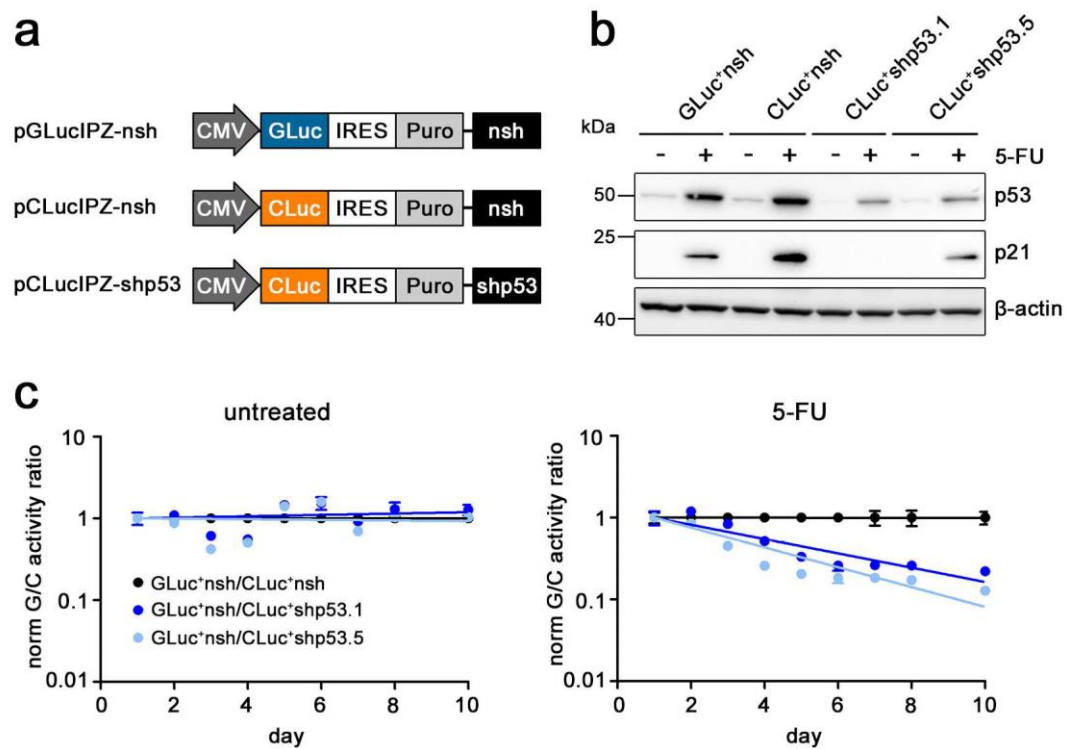 a
pGLucIPZ-nsh CMV GLuc IRES Puro nsh
pCLucIPZ-nsh CMV CLuc IRES Puro nsh
pCLucIPZ-shp53 CMV CLuc IRES Puro shp53
b
GLuc⁺nsh CLuc⁺nsh CLuc⁺shp53.1 CLuc⁺shp53.5
kDa
- + - + - + - + 5-FU
50 p53
25 p21
40 β-actin
c
untreated
norm G/C activity ratio
10
1
0.1
0.01
GLuc⁺nsh/CLuc⁺nsh
GLuc⁺nsh/CLuc⁺shp53.1
GLuc⁺nsh/CLuc⁺shp53.5
0 2 4 6 8 10
day
5-FU
norm G/C activity ratio
10
1
0.1
0.01
0 2 4 6 8 10
day